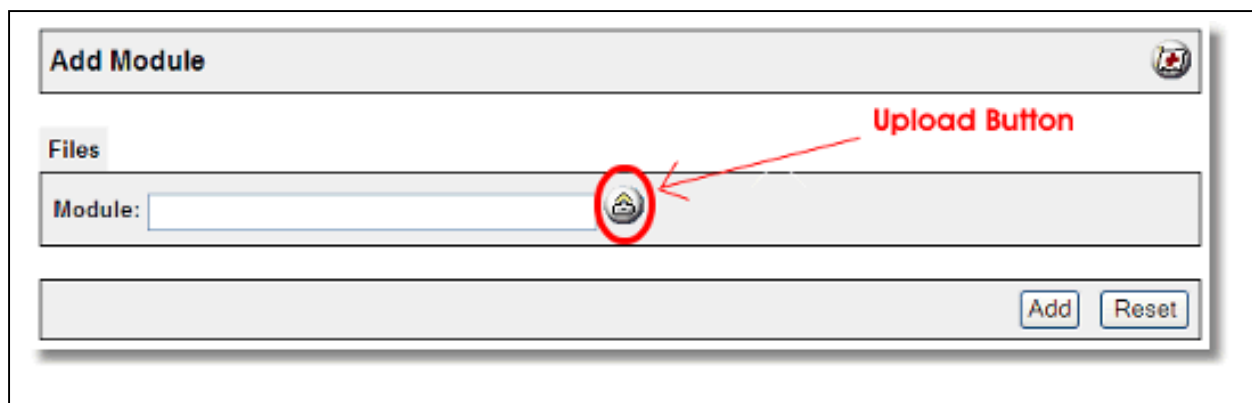 Add Module
Upload Button
Files
Module:
Add Reset